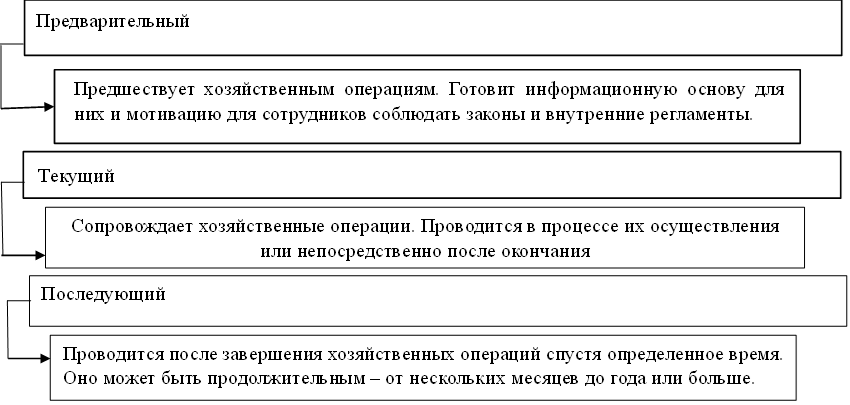 Предварительный
Предшествует хозяйственным операциям. Готовит информационную основу для
них и мотивацию для сотрудников соблюдать законы и внутренние регламенты.
Текущий
Сопровождает хозяйственные операции. Проводится в процессе их осуществления
или непосредственно после окончания
Последующий
Проводится после завершения хозяйственных операций спустя определенное время.
Оно может быть продолжительным – от нескольких месяцев до года или больше.